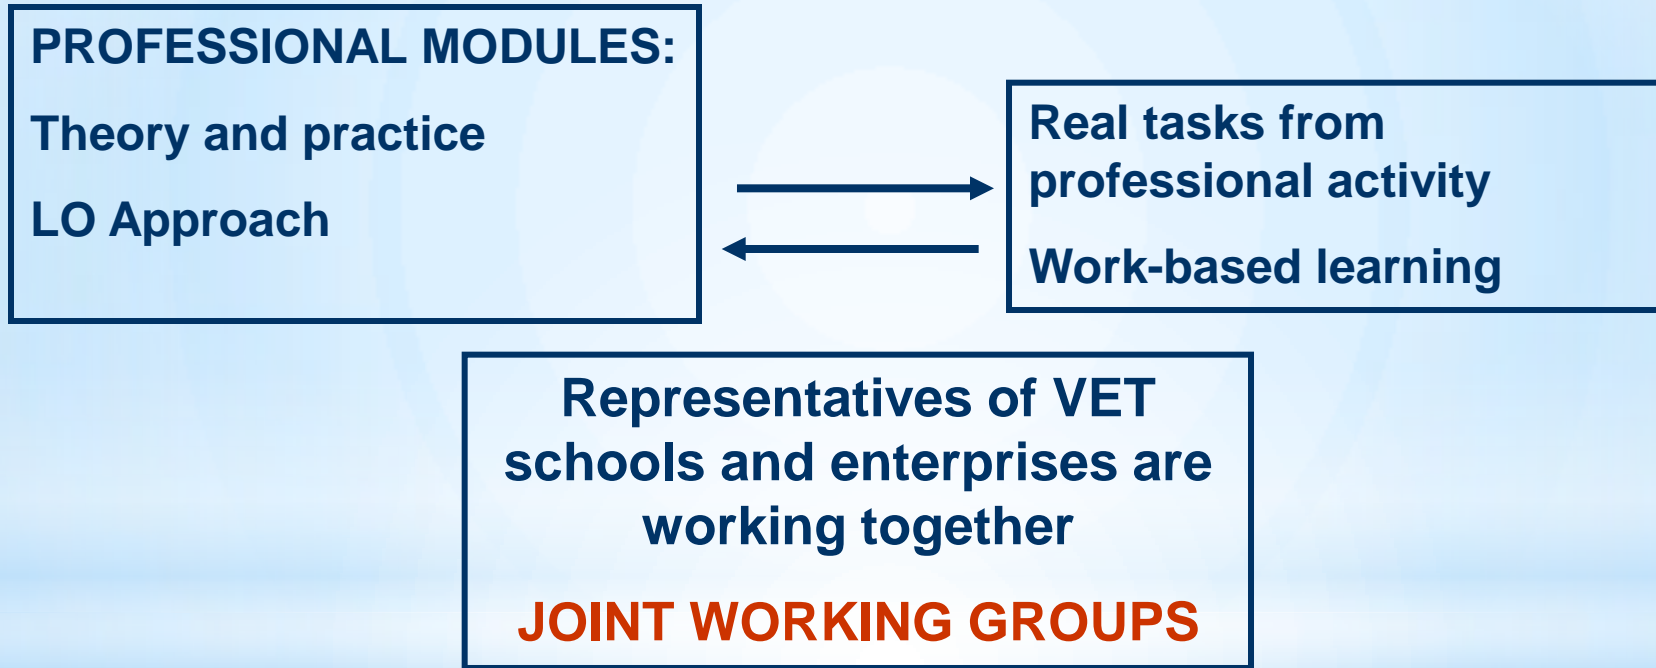 PROFESSIONAL MODULES:
Theory and practice
LO Approach
Real tasks from
professional activity
Work-based learning
Representatives of VET
schools and enterprises are
working together
JOINT WORKING GROUPS